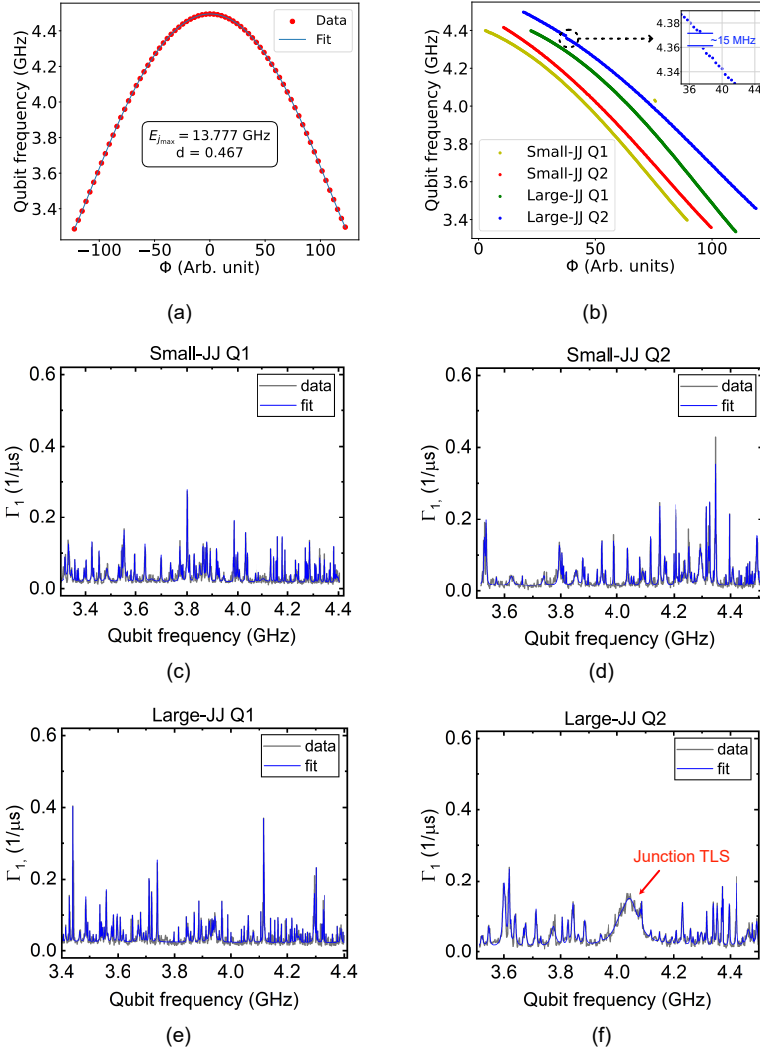 Qubit frequency (GHz)
4.4
4.2
4.0
3.8
3.6
3.4
Data
Fit
E_jmax = 13.777 GHz
d = 0.467
−100
−50
0
50
100
Φ (Arb. unit)
(a)
Qubit frequency (GHz)
4.4
4.2
4.0
3.8
3.6
3.4
4.38
4.36
4.34
~15 MHz
36
40
44
Small-JJ Q1
Small-JJ Q2
Large-JJ Q1
Large-JJ Q2
0
50
100
Φ (Arb. units)
(b)
Small-JJ Q1
Γ1, (1/μs)
0.6
0.4
0.2
0.0
data
fit
3.4
3.6
3.8
4.0
4.2
4.4
Qubit frequency (GHz)
(c)
Small-JJ Q2
Γ1, (1/μs)
0.6
0.4
0.2
0.0
data
fit
3.6
3.8
4.0
4.2
4.4
Qubit frequency (GHz)
(d)
Large-JJ Q1
Γ1, (1/μs)
0.6
0.4
0.2
0.0
data
fit
3.4
3.6
3.8
4.0
4.2
4.4
Qubit frequency (GHz)
(e)
Large-JJ Q2
Γ1, (1/μs)
0.6
0.4
0.2
0.0
data
fit
Junction TLS
3.6
3.8
4.0
4.2
4.4
Qubit frequency (GHz)
(f)